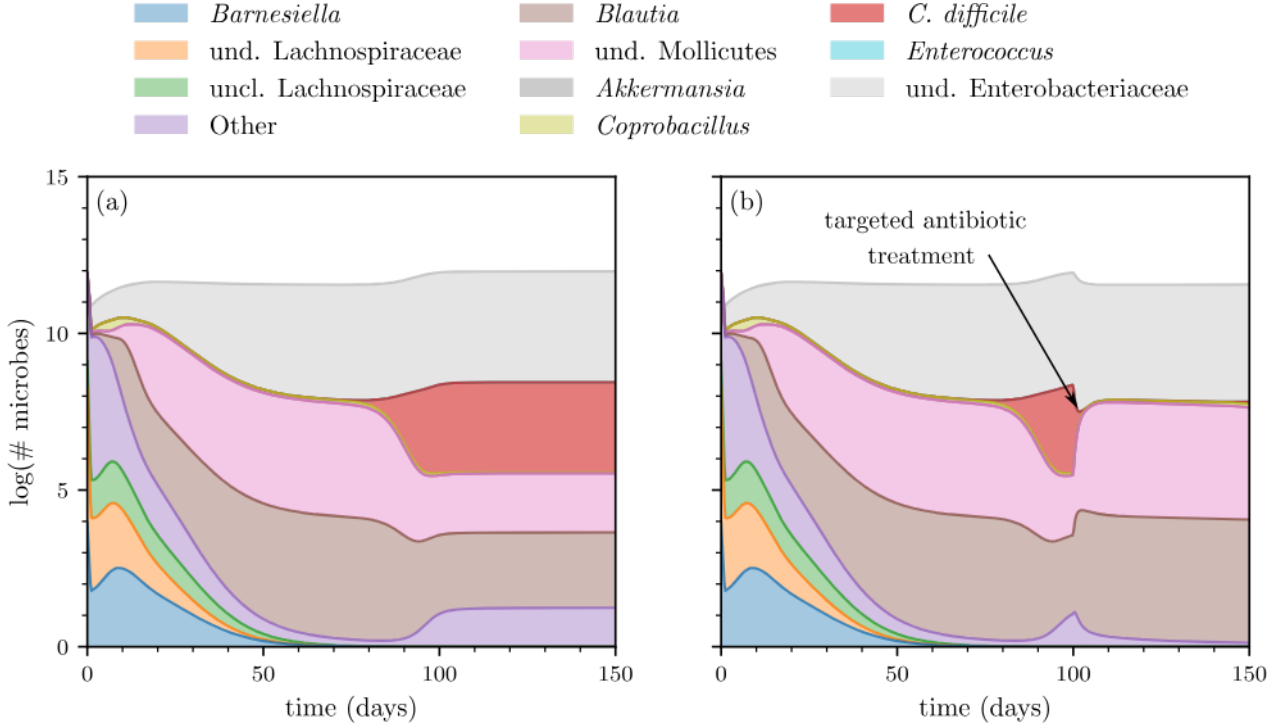 Barnesiella
Blautia
C. difficile
und. Lachnospiraceae
und. Mollicutes
Enterococcus
uncl. Lachnospiraceae
Akkermansia
und. Enterobacteriaceae
Other
Coprobacillus
15
10
5
0
log(# microbes)
(a)
0
50
100
150
time (days)
(b)
targeted antibiotic
treatment
0
50
100
150
time (days)